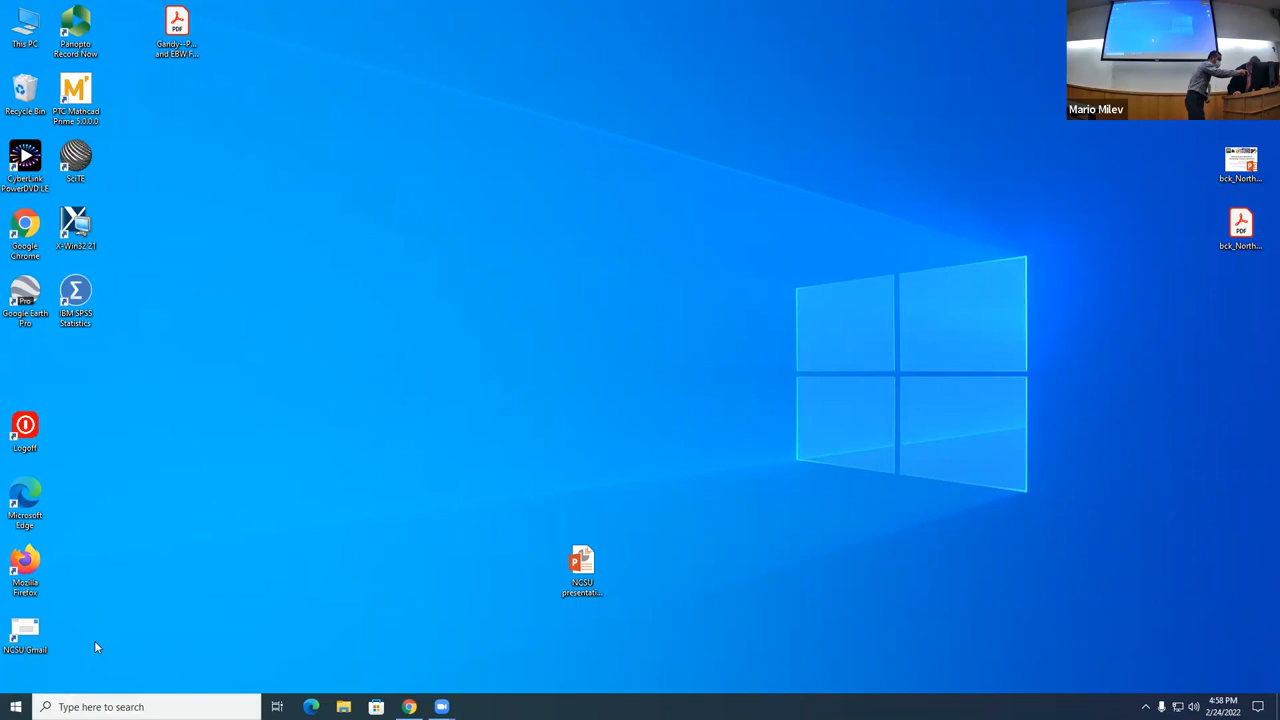 This PC
Panopto
Record Now
Gandy--P...
and EBW F...
Mario Milev
Recycle Bin
PTC Mathcad
Prime 5.0.0.0
CyberLink
PowerDVD LE
SciTE
bck_North...
Google
Chrome
X-Win32 21
bck_North...
Pro
Google Earth
Pro
IBM SPSS
Statistics
Logoff
Microsoft
Edge
Mozilla
Firefox
NCSU
presentati...
NCSU Gmail
Type here to search
4:58 PM
2/24/2022